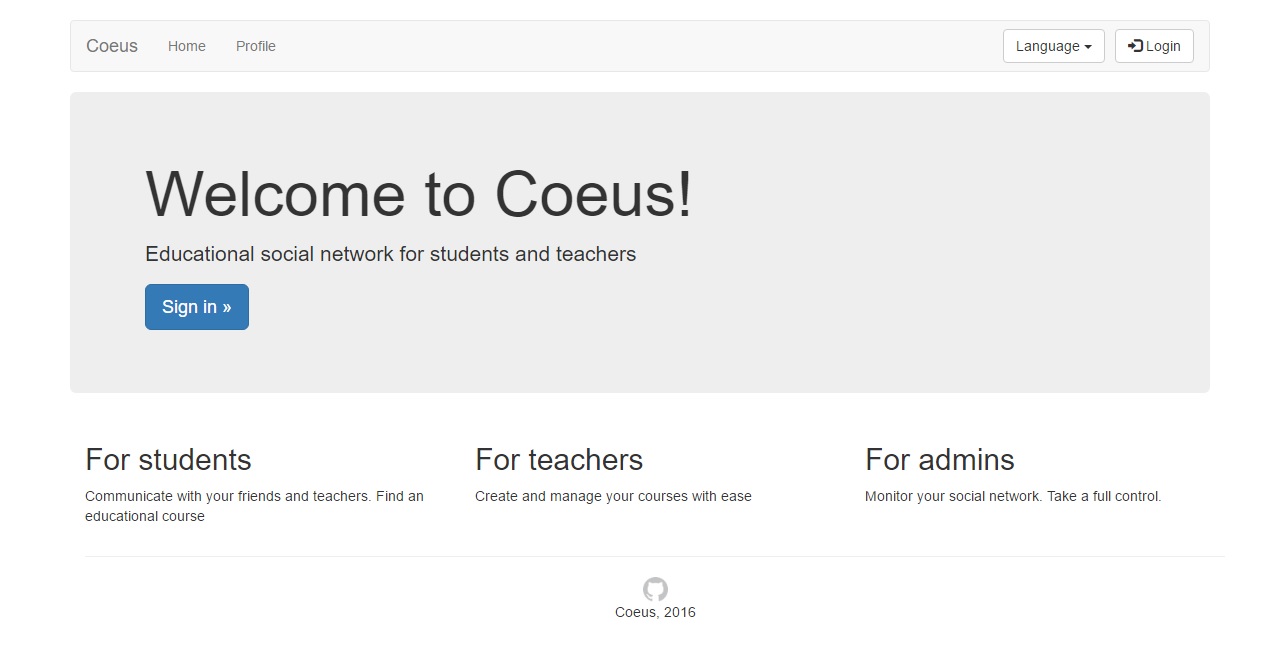 Coeus Home Profile Language Login
Welcome to Coeus!
Educational social network for students and teachers
Sign in »
For students
Communicate with your friends and teachers. Find an
educational course
For teachers
Create and manage your courses with ease
For admins
Monitor your social network. Take a full control.
Coeus, 2016